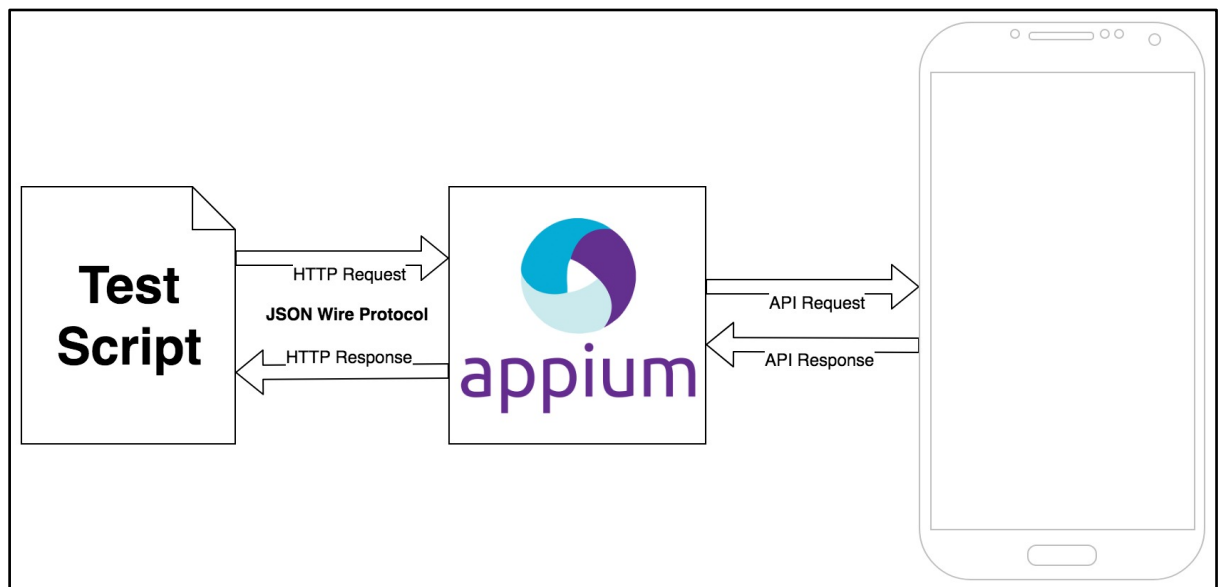 Test
Script
HTTP Request
JSON Wire Protocol
HTTP Response
appium
API Request
API Response